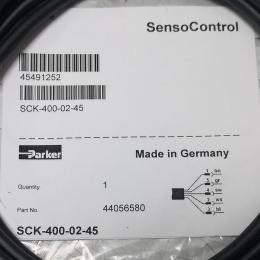 SensoControl
45491252
SCK-400-02-45
Parker
Made in Germany
Quantity 1
Part No. 44056580
SCK-400-02-45